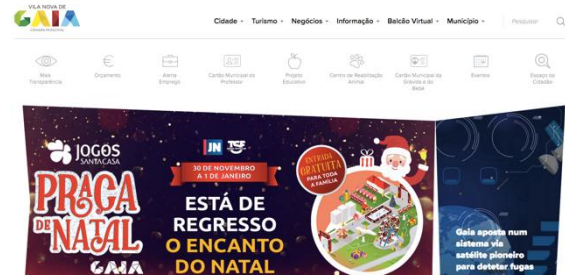 VILA NOVA DE
GAIA
CÂMARA MUNICIPAL
Cidade Turismo Negócios Informação Balcão Virtual Município Pesquisar
Mais
Transparência
Orçamento
Alerta
Emprego
Cartão Municipal do
Professor
Projeto
Educativo
Centro de Reabilitação
Animal
Cartão Municipal da
Grávida e do
Bebé
Eventos
Espaço do
Cidadão
JOGOS
SANTACASA
PRAÇA
DE NATAL
GAIA
JN TSF
30 DE NOVEMBRO
A 1 DE JANEIRO
ESTÁ DE
REGRESSO
O ENCANTO
DO NATAL
ENTRADA
GRATUITA
PARA TODA
A FAMÍLIA
Gaia aposta num
sistema via
satélite pioneiro
para detetar fugas